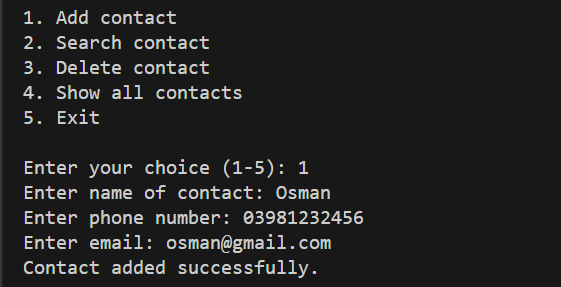 1. Add contact
2. Search contact
3. Delete contact
4. Show all contacts
5. Exit
Enter your choice (1-5): 1
Enter name of contact: Osman
Enter phone number: 03981232456
Enter email: osman@gmail.com
Contact added successfully.